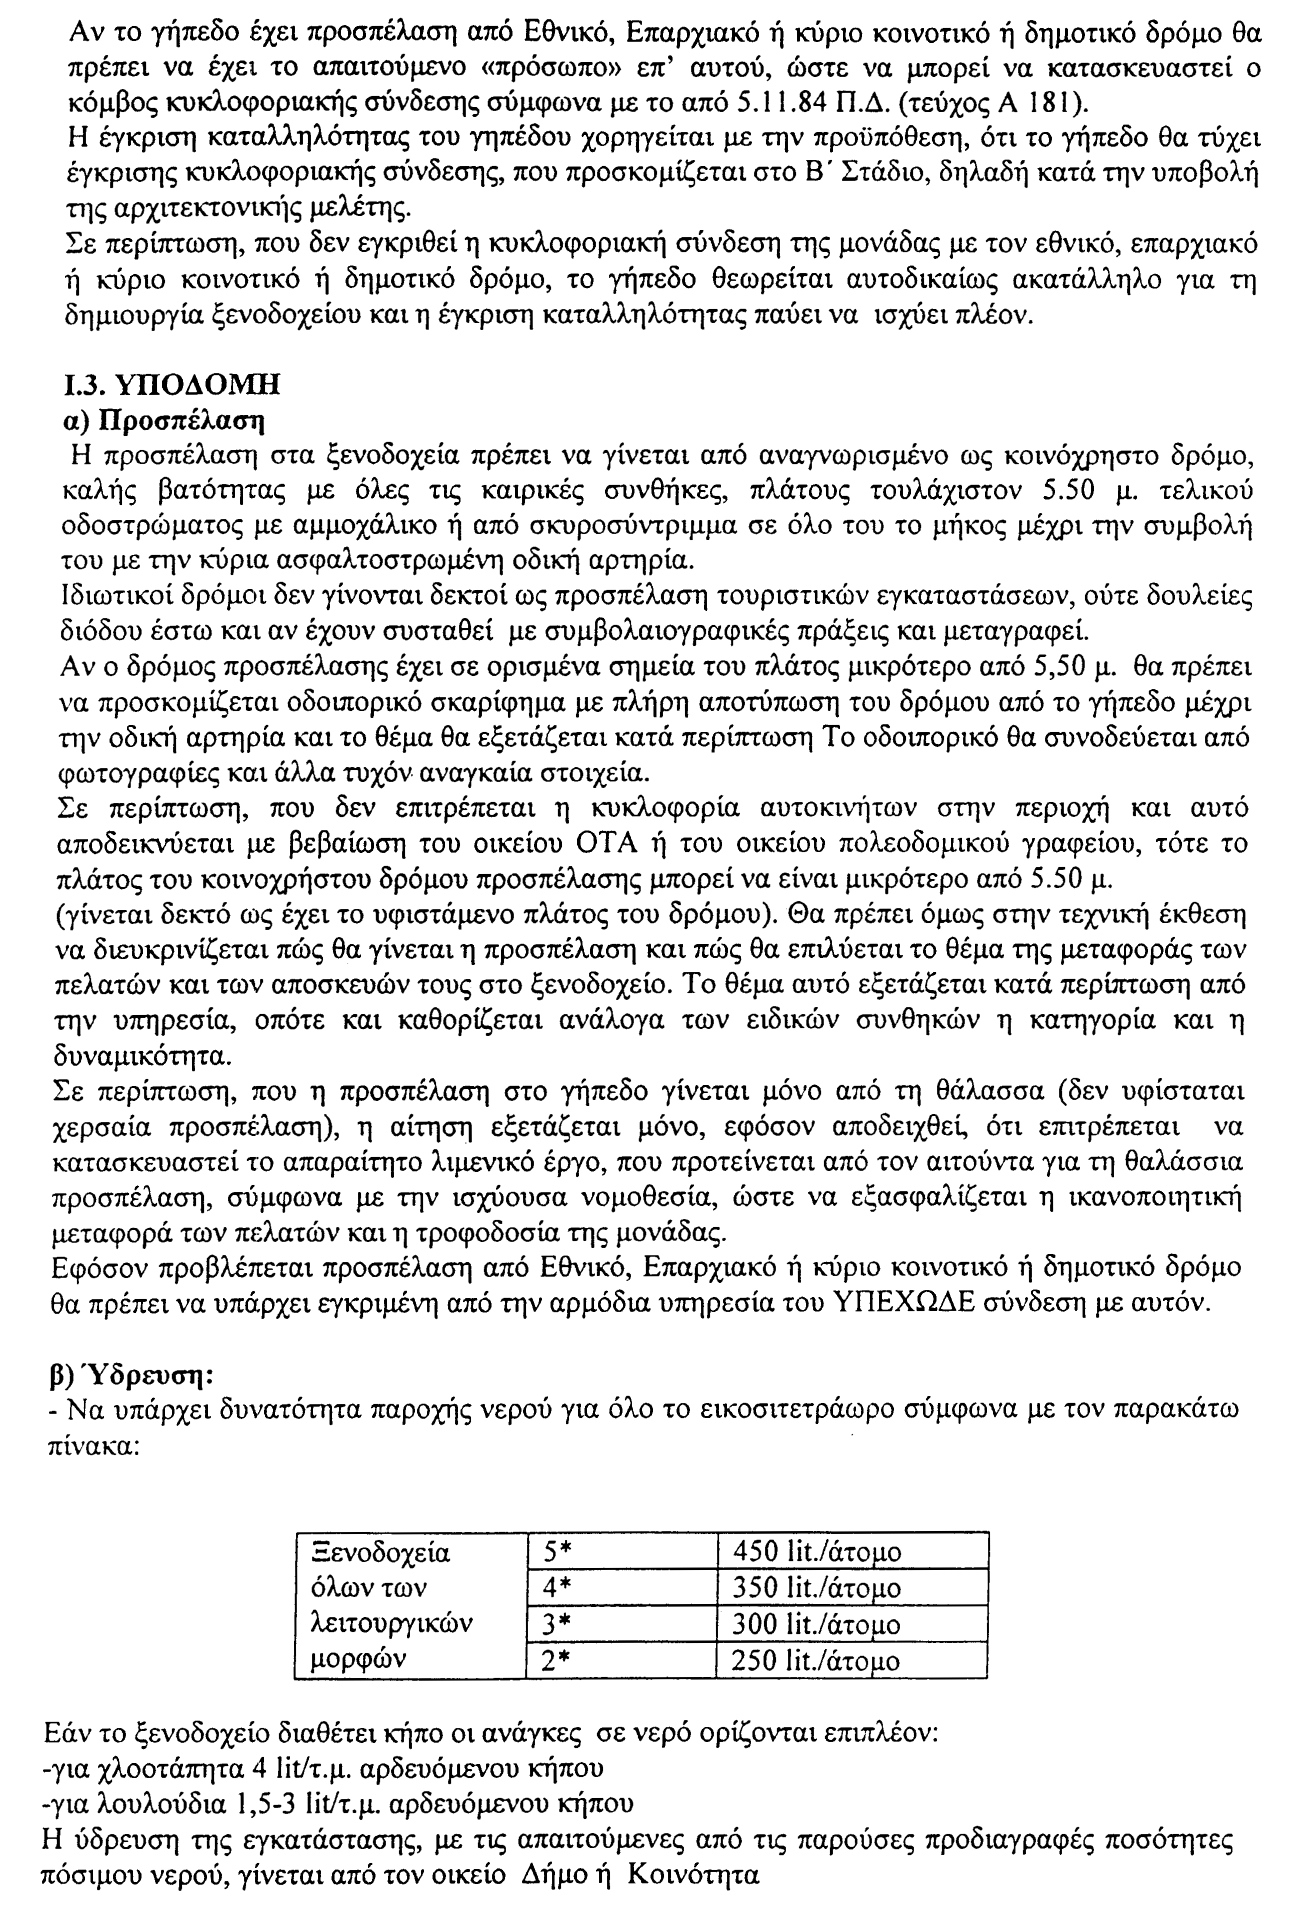 Αν το γήπεδο έχει προσπέλαση από Εθνικό, Επαρχιακό ή κύριο κοινοτικό ή δημοτικό δρόμο θα
πρέπει να έχει το απαιτούμενο «πρόσωπο» επ’ αυτού, ώστε να μπορεί να κατασκευαστεί ο
κόμβος κυκλοφοριακής σύνδεσης σύμφωνα με το από 5.11.84 Π.Δ. (τεύχος Α 181).
Η έγκριση καταλληλότητας του γηπέδου χορηγείται με την προϋπόθεση, ότι το γήπεδο θα τύχει
έγκρισης κυκλοφοριακής σύνδεσης, που προσκομίζεται στο Β΄ Στάδιο, δηλαδή κατά την υποβολή
της αρχιτεκτονικής μελέτης.
Σε περίπτωση, που δεν εγκριθεί η κυκλοφοριακή σύνδεση της μονάδας με τον εθνικό, επαρχιακό
ή κύριο κοινοτικό ή δημοτικό δρόμο, το γήπεδο θεωρείται αυτοδικαίως ακατάλληλο για τη
δημιουργία ξενοδοχείου και η έγκριση καταλληλότητας παύει να ισχύει πλέον.
Ι.3. ΥΠΟΔΟΜΗ
α) Προσπέλαση
Η προσπέλαση στα ξενοδοχεία πρέπει να γίνεται από αναγνωρισμένο ως κοινόχρηστο δρόμο,
καλής βατότητας με όλες τις καιρικές συνθήκες, πλάτους τουλάχιστον 5.50 μ. τελικού
οδοστρώματος με αμμοχάλικο ή από σκυροσύντριμμα σε όλο του το μήκος μέχρι την συμβολή
του με την κύρια ασφαλτοστρωμένη οδική αρτηρία.
Ιδιωτικοί δρόμοι δεν γίνονται δεκτοί ως προσπέλαση τουριστικών εγκαταστάσεων, ούτε δουλείες
διόδου έστω και αν έχουν συσταθεί με συμβολαιογραφικές πράξεις και μεταγραφεί.
Αν ο δρόμος προσπέλασης έχει σε ορισμένα σημεία του πλάτος μικρότερο από 5,50 μ. θα πρέπει
να προσκομίζεται οδοιπορικό σκαρίφημα με πλήρη αποτύπωση του δρόμου από το γήπεδο μέχρι
την οδική αρτηρία και το θέμα θα εξετάζεται κατά περίπτωση Το οδοιπορικό θα συνοδεύεται από
φωτογραφίες και άλλα τυχόν αναγκαία στοιχεία.
Σε περίπτωση, που δεν επιτρέπεται η κυκλοφορία αυτοκινήτων στην περιοχή και αυτό
αποδεικνύεται με βεβαίωση του οικείου ΟΤΑ ή του οικείου πολεοδομικού γραφείου, τότε το
πλάτος του κοινοχρήστου δρόμου προσπέλασης μπορεί να είναι μικρότερο από 5.50 μ.
(γίνεται δεκτό ως έχει το υφιστάμενο πλάτος του δρόμου). Θα πρέπει όμως στην τεχνική έκθεση
να διευκρινίζεται πώς θα γίνεται η προσπέλαση και πώς θα επιλύεται το θέμα της μεταφοράς των
πελατών και των αποσκευών τους στο ξενοδοχείο. Το θέμα αυτό εξετάζεται κατά περίπτωση από
την υπηρεσία, οπότε και καθορίζεται ανάλογα των ειδικών συνθηκών η κατηγορία και η
δυναμικότητα.
Σε περίπτωση, που η προσπέλαση στο γήπεδο γίνεται μόνο από τη θάλασσα (δεν υφίσταται
χερσαία προσπέλαση), η αίτηση εξετάζεται μόνο, εφόσον αποδειχθεί, ότι επιτρέπεται να
κατασκευαστεί το απαραίτητο λιμενικό έργο, που προτείνεται από τον αιτούντα για τη θαλάσσια
προσπέλαση, σύμφωνα με την ισχύουσα νομοθεσία, ώστε να εξασφαλίζεται η ικανοποιητική
μεταφορά των πελατών και η τροφοδοσία της μονάδας.
Εφόσον προβλέπεται προσπέλαση από Εθνικό, Επαρχιακό ή κύριο κοινοτικό ή δημοτικό δρόμο
θα πρέπει να υπάρχει εγκριμένη από την αρμόδια υπηρεσία του ΥΠΕΧΩΔΕ σύνδεση με αυτόν.
β) Ύδρευση:
- Να υπάρχει δυνατότητα παροχής νερού για όλο το εικοσιτετράωρο σύμφωνα με τον παρακάτω
πίνακα:
Ξενοδοχεία 5* 450 lit./άτομο
όλων των 4* 350 lit./άτομο
λειτουργικών 3* 300 lit./άτομο
μορφών 2* 250 lit./άτομο
Εάν το ξενοδοχείο διαθέτει κήπο οι ανάγκες σε νερό ορίζονται επιπλέον:
-για χλοοτάπητα 4 lit/τ.μ. αρδευόμενου κήπου
-για λουλούδια 1,5-3 lit/τ.μ. αρδευόμενου κήπου
Η ύδρευση της εγκατάστασης, με τις απαιτούμενες από τις παρούσες προδιαγραφές ποσότητες
πόσιμου νερού, γίνεται από τον οικείο Δήμο ή Κοινότητα